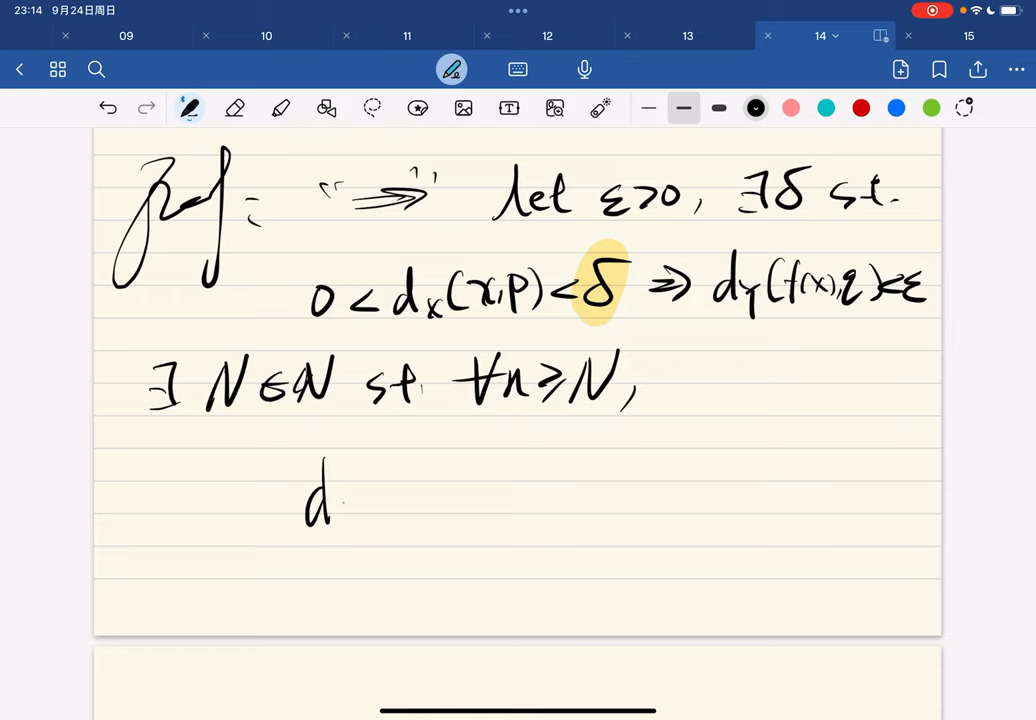 23:14 9月24日周日
09 10 11 12 13 14 15
Proof: "⇒" let ε>0, ∃δ s.t.
0 < d_X(x,p) < δ ⇒ d_Y(f(x),q) < ε
∃ N∈ℕ s.t. ∀n≥N,
d